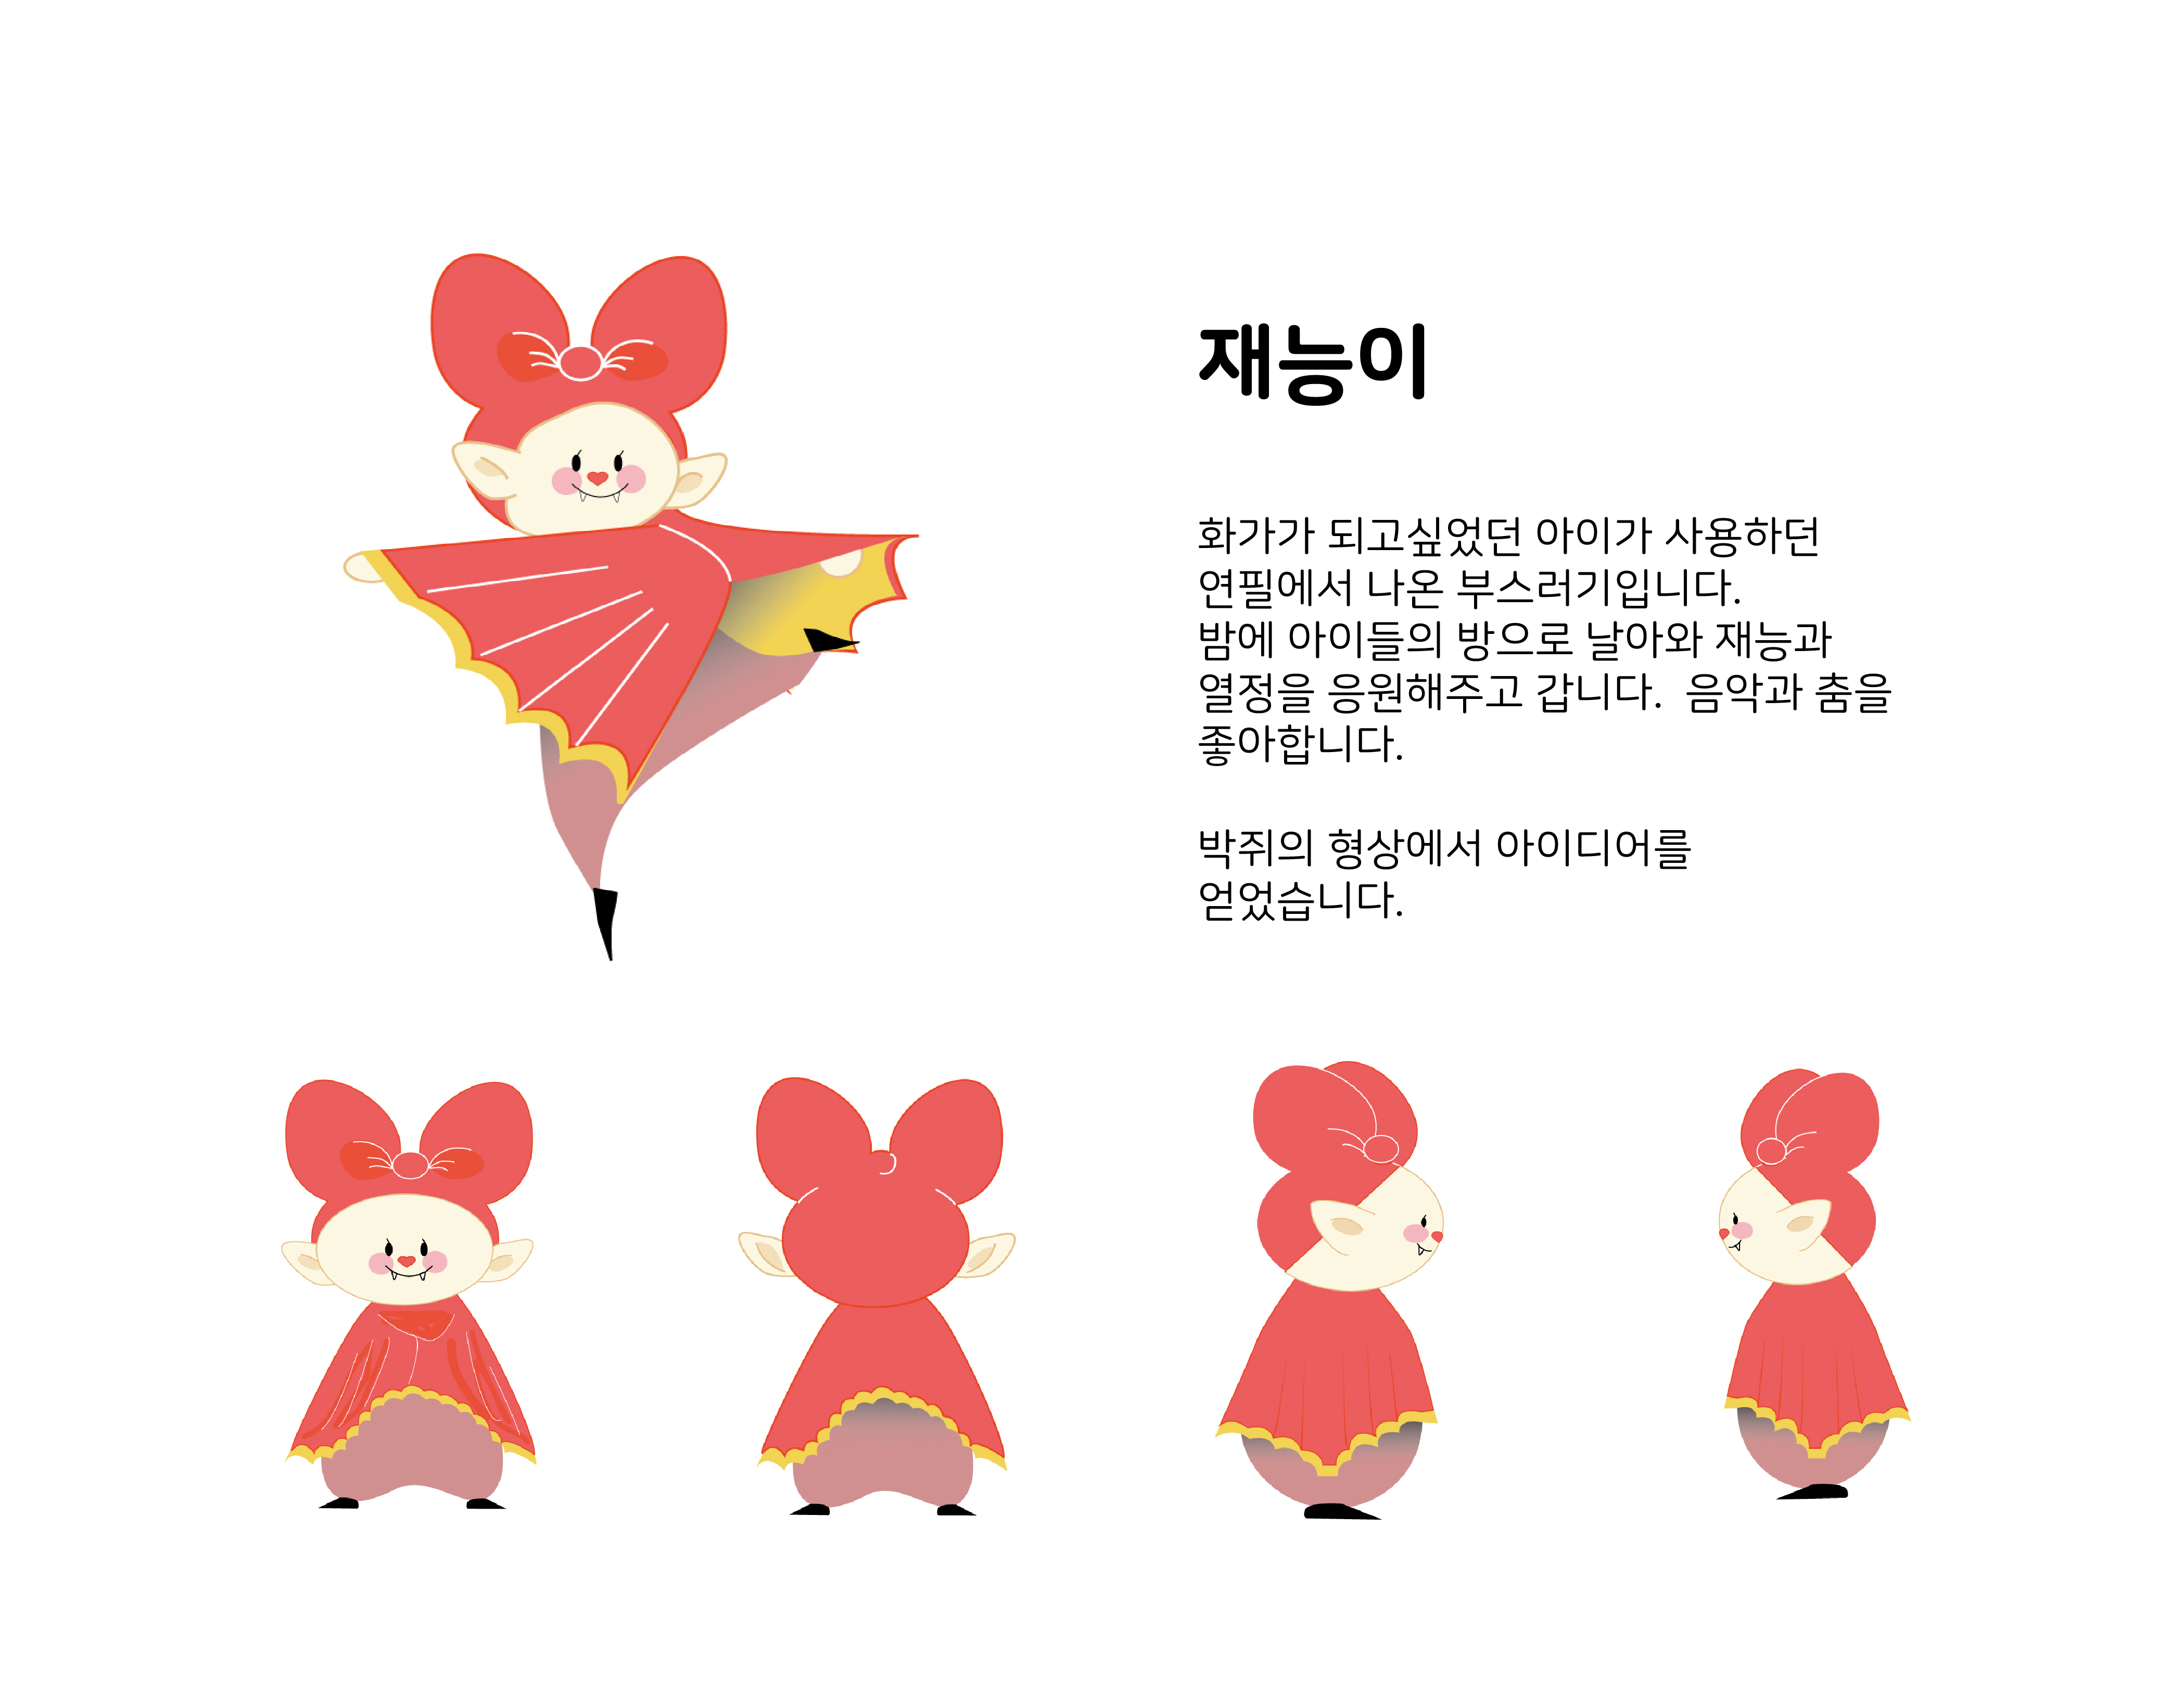 재능이
화가가 되고싶었던 아이가 사용하던
연필에서 나온 부스러기입니다.
밤에 아이들의 방으로 날아와 재능과
열정을 응원해주고 갑니다.  음악과 춤을
좋아합니다.
박쥐의 형상에서 아이디어를
얻었습니다.